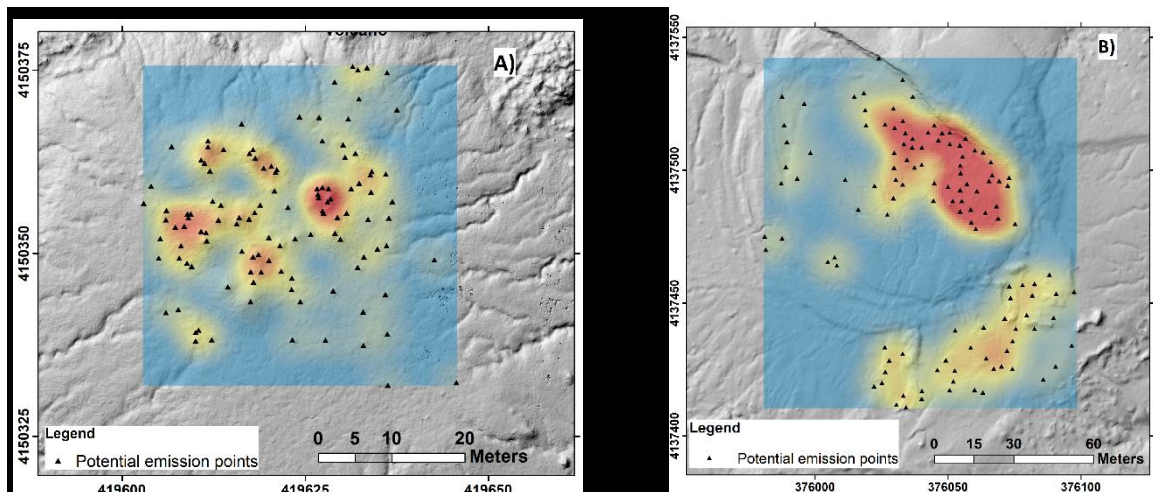 Volcano
A)
4150375
4150350
4150325
Legend
Potential emission points
0 5 10 20
Meters
419600 419625 419650
B)
4137550
4137500
4137450
4137400
Legend
Potential emission points
0 15 30 60
Meters
376000 376050 376100